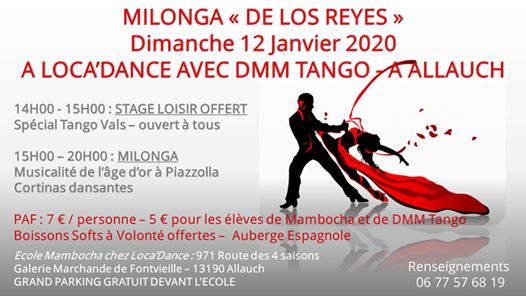 MILONGA « DE LOS REYES »
Dimanche 12 Janvier 2020
A LOCA'DANCE AVEC DMM TANGO - A ALLAUCH
14H00 - 15H00 : STAGE LOISIR OFFERT
Spécial Tango Vals – ouvert à tous
15H00 – 20H00 : MILONGA
Musicalité de l'âge d'or à Piazzolla
Cortinas dansantes
PAF : 7 € / personne – 5 € pour les élèves de Mambocha et de DMM Tango
Boissons Softs à Volonté offertes – Auberge Espagnole
Ecole Mambocha chez Loca'Dance : 971 Route des 4 saisons
Galerie Marchande de Fontvieille – 13190 Allauch
GRAND PARKING GRATUIT DEVANT L'ECOLE
Renseignements
06 77 57 68 19